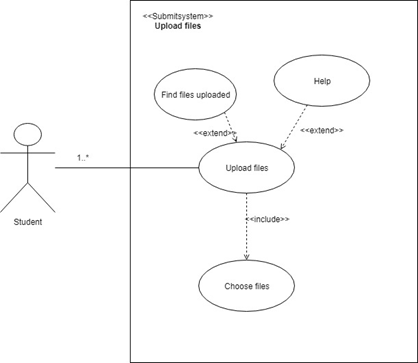 <<Submitsystem>>
Upload files
Find files uploaded
Help
<<extend>>
<<extend>>
1..*
Upload files
Student
<<include>>
Choose files